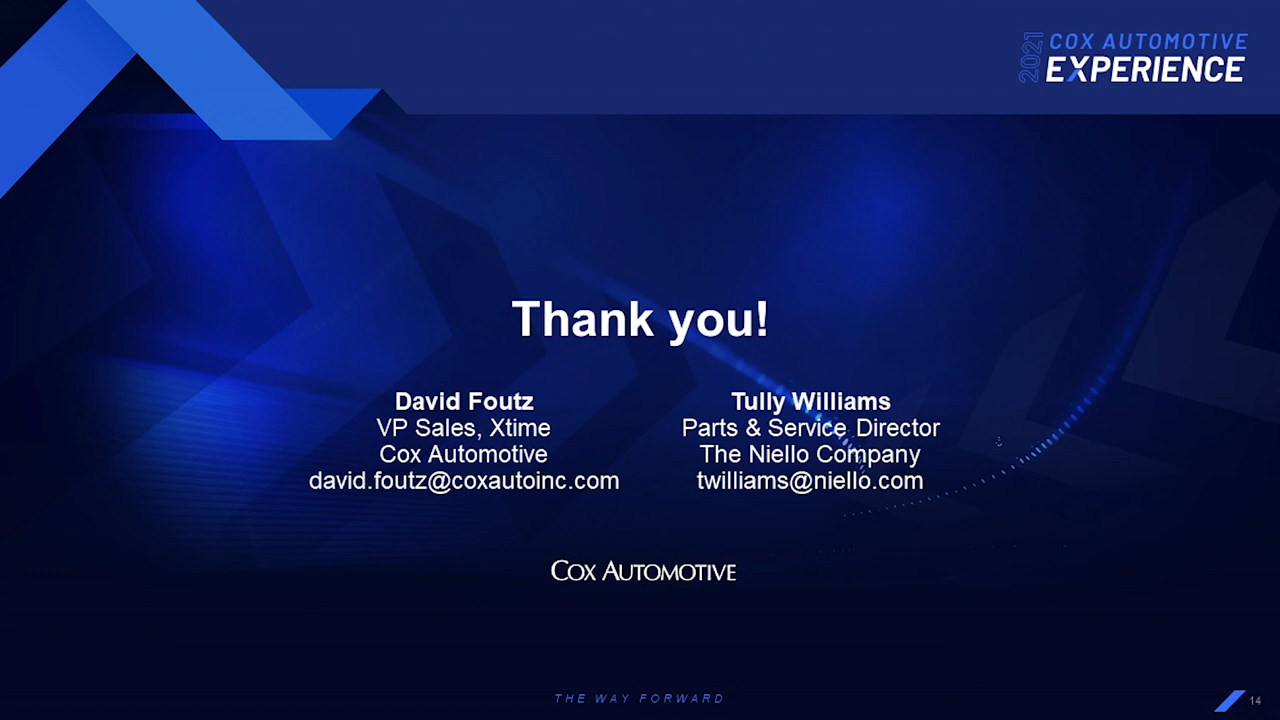 2021
COX AUTOMOTIVE
EXPERIENCE
Thank you!
David Foutz
VP Sales, Xtime
Cox Automotive
david.foutz@coxautoinc.com
Tully Williams
Parts & Service Director
The Niello Company
twilliams@niello.com
COX AUTOMOTIVE
THE WAY FORWARD
14